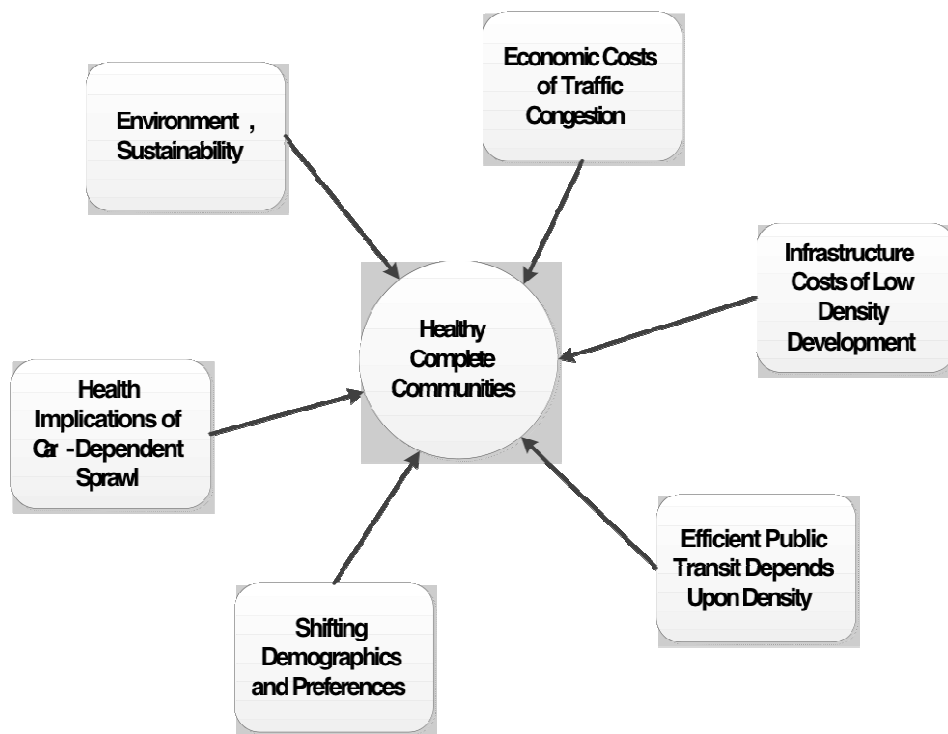 Economic Costs
of Traffic
Congestion
Environment ,
Sustainability
Infrastructure
Costs of Low
Density
Development
Healthy
Complete
Communities
Health
Implications of
Car -Dependent
Sprawl
Efficient Public
Transit Depends
Upon Density
Shifting
Demographics
and Preferences